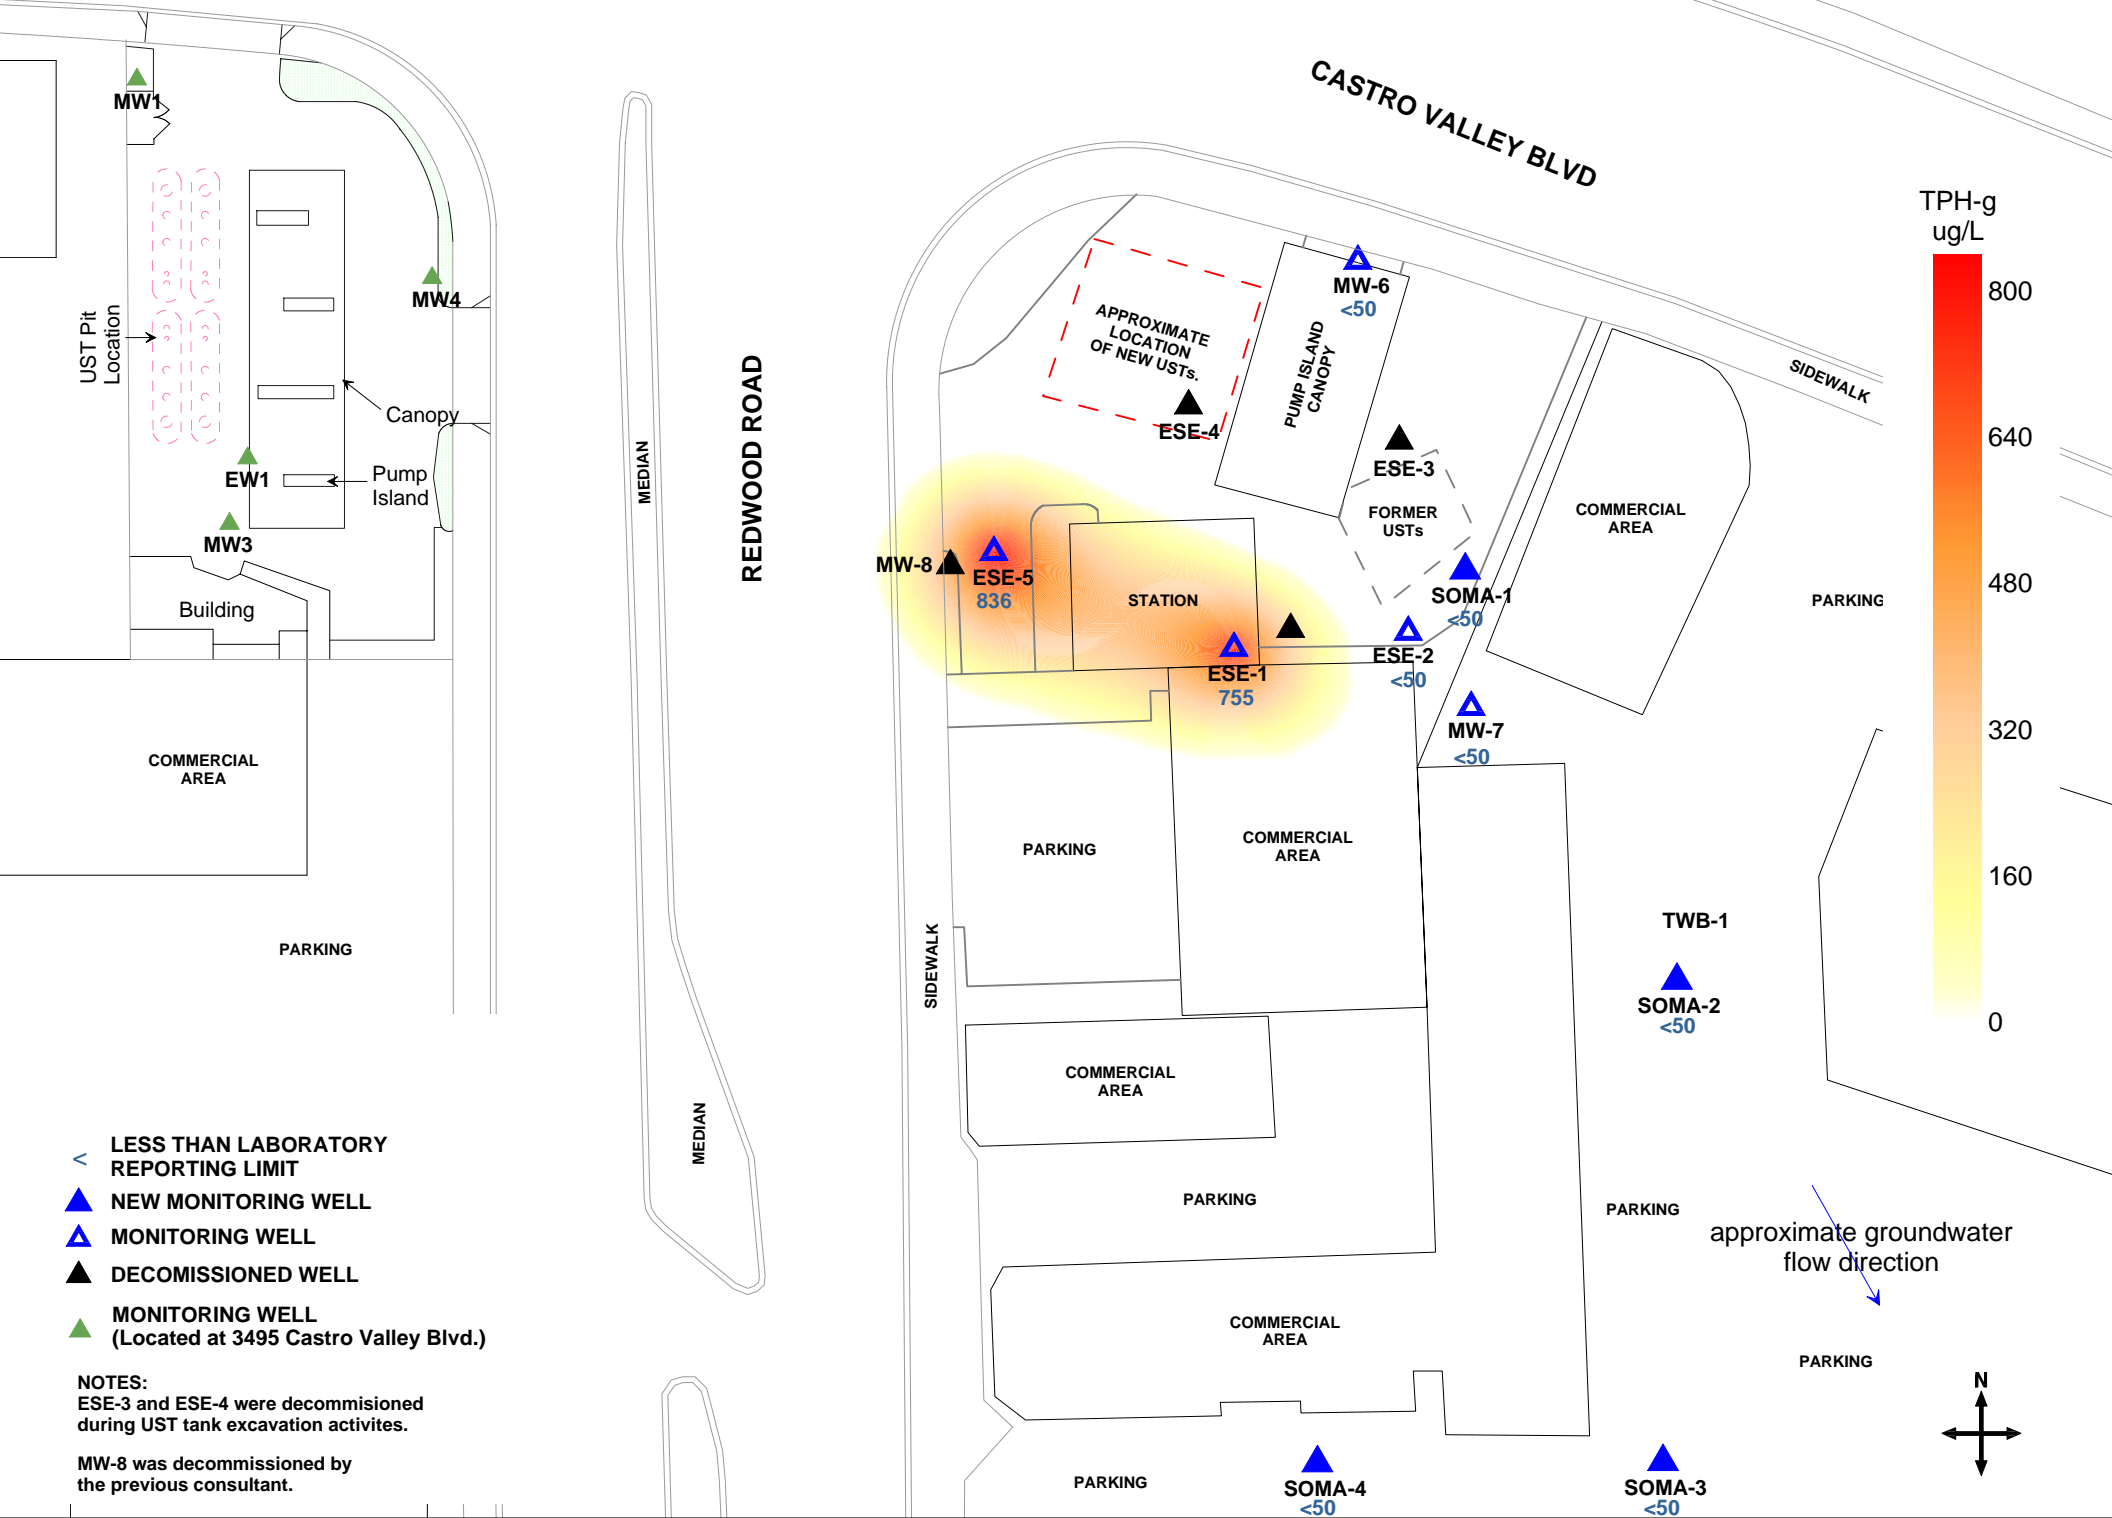 CASTRO VALLEY BLVD
MW1
MW4
UST Pit
Location
Canopy
EW1
Pump
Island
MW3
Building
COMMERCIAL
AREA
PARKING
MEDIAN
REDWOOD ROAD
MEDIAN
APPROXIMATE
LOCATION
OF NEW USTs.
ESE-4
PUMP ISLAND
CANOPY
MW-6
<50
ESE-3
FORMER
USTs
SIDEWALK
COMMERCIAL
AREA
PARKING
MW-8
ESE-5
836
STATION
ESE-1
755
SOMA-1
<50
ESE-2
<50
MW-7
<50
PARKING
COMMERCIAL
AREA
SIDEWALK
TWB-1
SOMA-2
<50
COMMERCIAL
AREA
PARKING
PARKING
approximate groundwater
flow direction
COMMERCIAL
AREA
PARKING
PARKING
SOMA-4
<50
SOMA-3
<50
N
TPH-g
ug/L
800
640
480
320
160
0
< LESS THAN LABORATORY
REPORTING LIMIT
NEW MONITORING WELL
MONITORING WELL
DECOMISSIONED WELL
MONITORING WELL
(Located at 3495 Castro Valley Blvd.)
NOTES:
ESE-3 and ESE-4 were decommisioned
during UST tank excavation activites.
MW-8 was decommissioned by
the previous consultant.